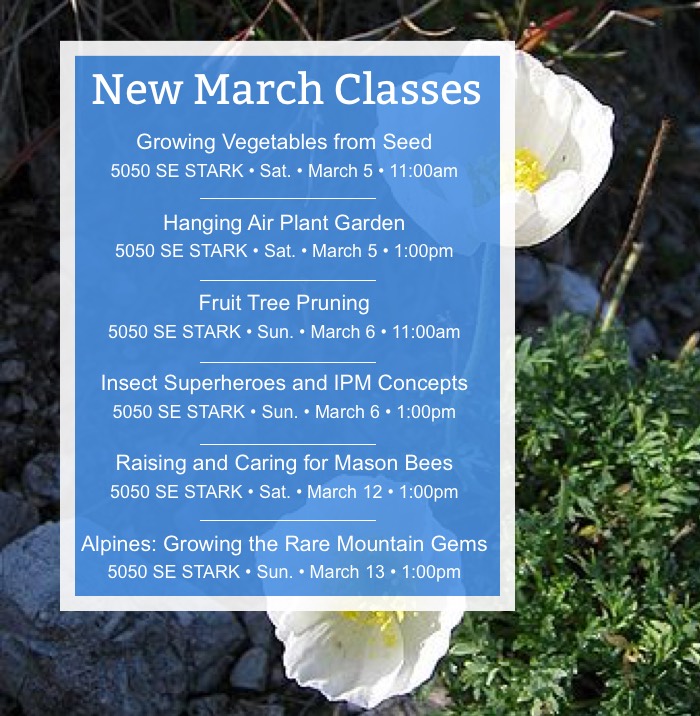 New March Classes
Growing Vegetables from Seed
5050 SE STARK • Sat. • March 5 • 11:00am
Hanging Air Plant Garden
5050 SE STARK • Sat. • March 5 • 1:00pm
Fruit Tree Pruning
5050 SE STARK • Sun. • March 6 • 11:00am
Insect Superheroes and IPM Concepts
5050 SE STARK • Sun. • March 6 • 1:00pm
Raising and Caring for Mason Bees
5050 SE STARK • Sat. • March 12 • 1:00pm
Alpines: Growing the Rare Mountain Gems
5050 SE STARK • Sun. • March 13 • 1:00pm